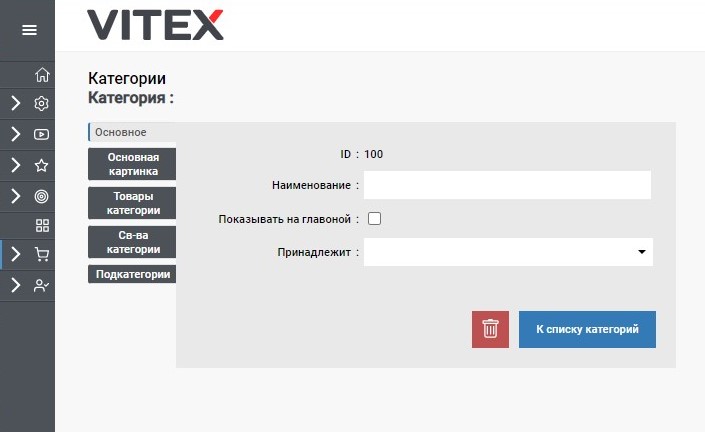 VITEX
Категории
Категория :
Основное
Основная
картинка
Товары
категории
Св-ва
категории
Подкатегории
ID : 100
Наименование :
Показывать на главоной :
Принадлежит :
К списку категорий